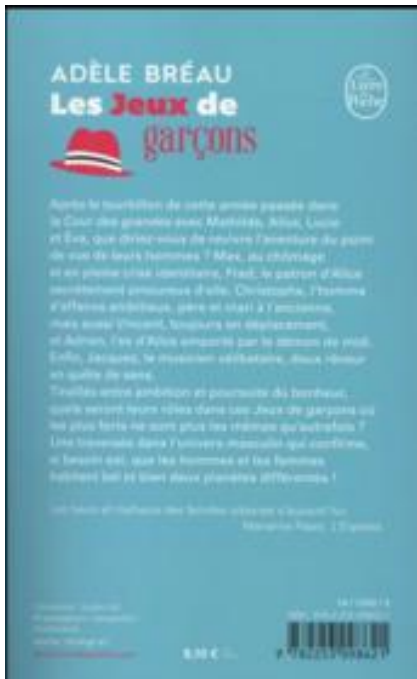 ADÈLE BRÉAU
Les Jeux de
garçons
Le Livre de Poche
Après le tourbillon de cette année passée dans
la Cour des grandes avec Mathilde, Alice, Lucie
et Eva, que diriez-vous de revivre l'aventure du point
de vue de leurs hommes ? Max, au chômage
et en pleine crise identitaire, Fred, le patron d'Alice
secrètement amoureux d'elle, Christophe, l'homme
d'affaires ambitieux, père et mari à l'ancienne,
mais aussi Vincent, toujours en déplacement,
et Adrien, l'ex d'Alice emporté par le démon de midi.
Enfin, Jacques, le musicien célibataire, doux rêveur
en quête de sens.
Tiraillés entre ambition et poursuite du bonheur,
quels seront leurs rôles dans ces Jeux de garçons où
les plus forts ne sont plus les mêmes qu'autrefois ?
Une traversée dans l'univers masculin qui confirme,
si besoin est, que les hommes et les femmes
habitent bel et bien deux planètes différentes !
L'Express
8,10 €